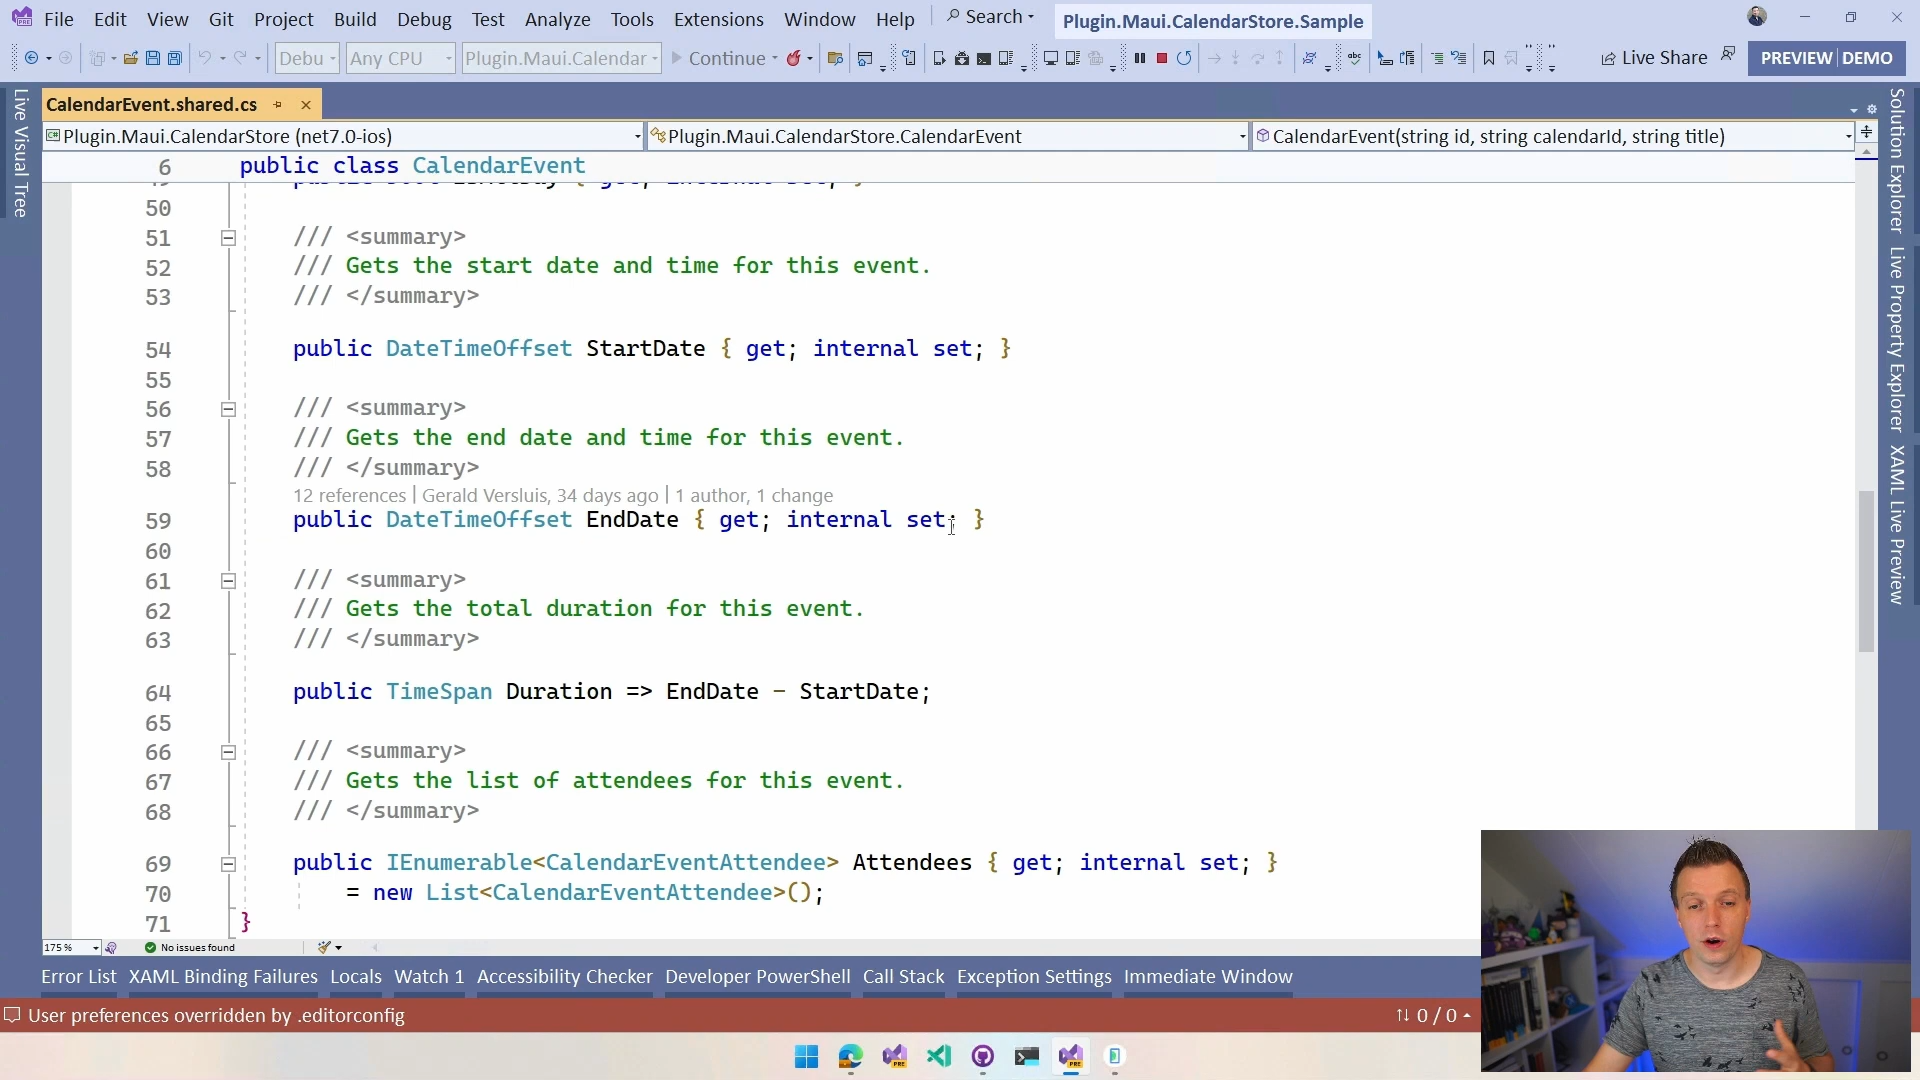 File Edit View Git Project Build Debug Test Analyze Tools Extensions Window Help Search Plugin.Maui.CalendarStore.Sample
Debu Any CPU Plugin.Maui.Calendar Continue Live Share PREVIEW DEMO
CalendarEvent.shared.cs
Plugin.Maui.CalendarStore (net7.0-ios) Plugin.Maui.CalendarStore.CalendarEvent CalendarEvent(string id, string calendarId, string title)
Live Visual Tree
6 public class CalendarEvent
50
51 /// <summary>
52 /// Gets the start date and time for this event.
53 /// </summary>
54 public DateTimeOffset StartDate { get; internal set; }
55
56 /// <summary>
57 /// Gets the end date and time for this event.
58 /// </summary>
12 references | Gerald Versluis, 34 days ago | 1 author, 1 change
59 public DateTimeOffset EndDate { get; internal set; }
60
61 /// <summary>
62 /// Gets the total duration for this event.
63 /// </summary>
64 public TimeSpan Duration => EndDate - StartDate;
65
66 /// <summary>
67 /// Gets the list of attendees for this event.
68 /// </summary>
69 public IEnumerable<CalendarEventAttendee> Attendees { get; internal set; }
70 = new List<CalendarEventAttendee>();
71 }
Solution Explorer
Live Property Explorer
XAML Live Preview
175 % No issues found
Error List XAML Binding Failures Locals Watch 1 Accessibility Checker Developer PowerShell Call Stack Exception Settings Immediate Window
User preferences overridden by .editorconfig 0 / 0